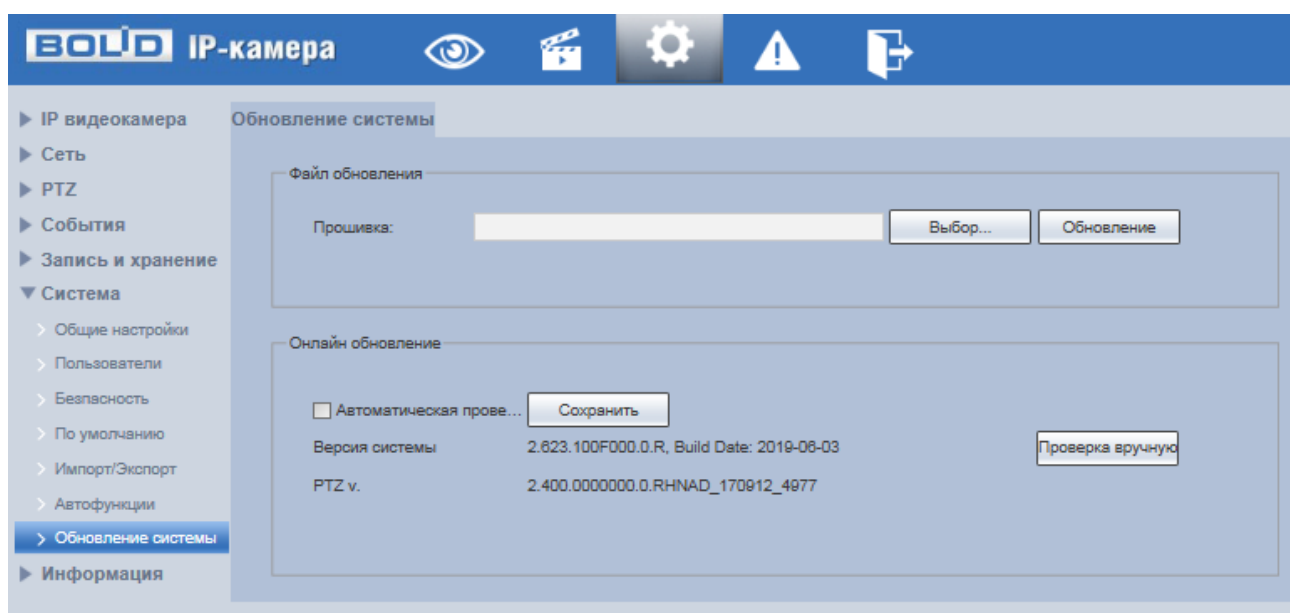 BOLID IP-камера
IP видеокамера
Сеть
PTZ
События
Запись и хранение
Система
Общие настройки
Пользователи
Безпасность
По умолчанию
Импорт/Экспорт
Автофункции
Обновление системы
Информация
Обновление системы
Файл обновления
Прошивка: Выбор... Обновление
Онлайн обновление
Автоматическая прове... Сохранить
Версия системы 2.623.100F000.0.R, Build Date: 2019-06-03 Проверка вручную
PTZ v. 2.400.0000000.0.RHNAD_170912_4977